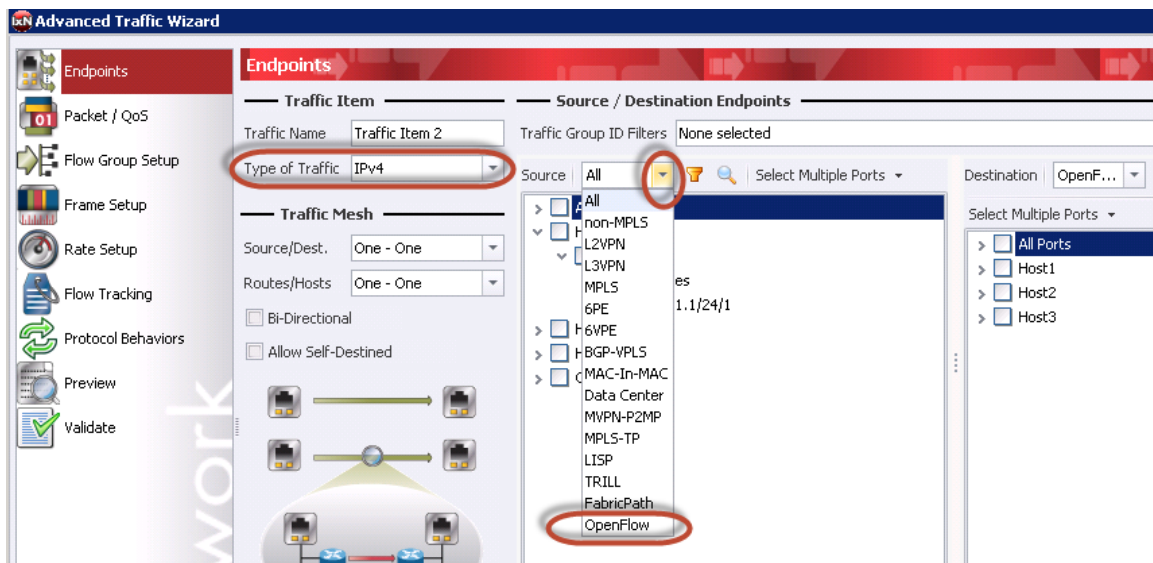 IxN Advanced Traffic Wizard
Endpoints
Packet / QoS
Flow Group Setup
Frame Setup
Rate Setup
Flow Tracking
Protocol Behaviors
Preview
Validate
work
Endpoints
Traffic Item
Traffic Name Traffic Item 2
Type of Traffic IPv4
Traffic Mesh
Source/Dest. One - One
Routes/Hosts One - One
Bi-Directional
Allow Self-Destined
Source / Destination Endpoints
Traffic Group ID Filters None selected
Source All Select Multiple Ports
All
non-MPLS
L2VPN
L3VPN
MPLS
6PE
6VPE
BGP-VPLS
MAC-In-MAC
Data Center
MVPN-P2MP
MPLS-TP
LISP
TRILL
FabricPath
OpenFlow
es
1.1/24/1
Destination OpenF...
Select Multiple Ports
All Ports
Host1
Host2
Host3